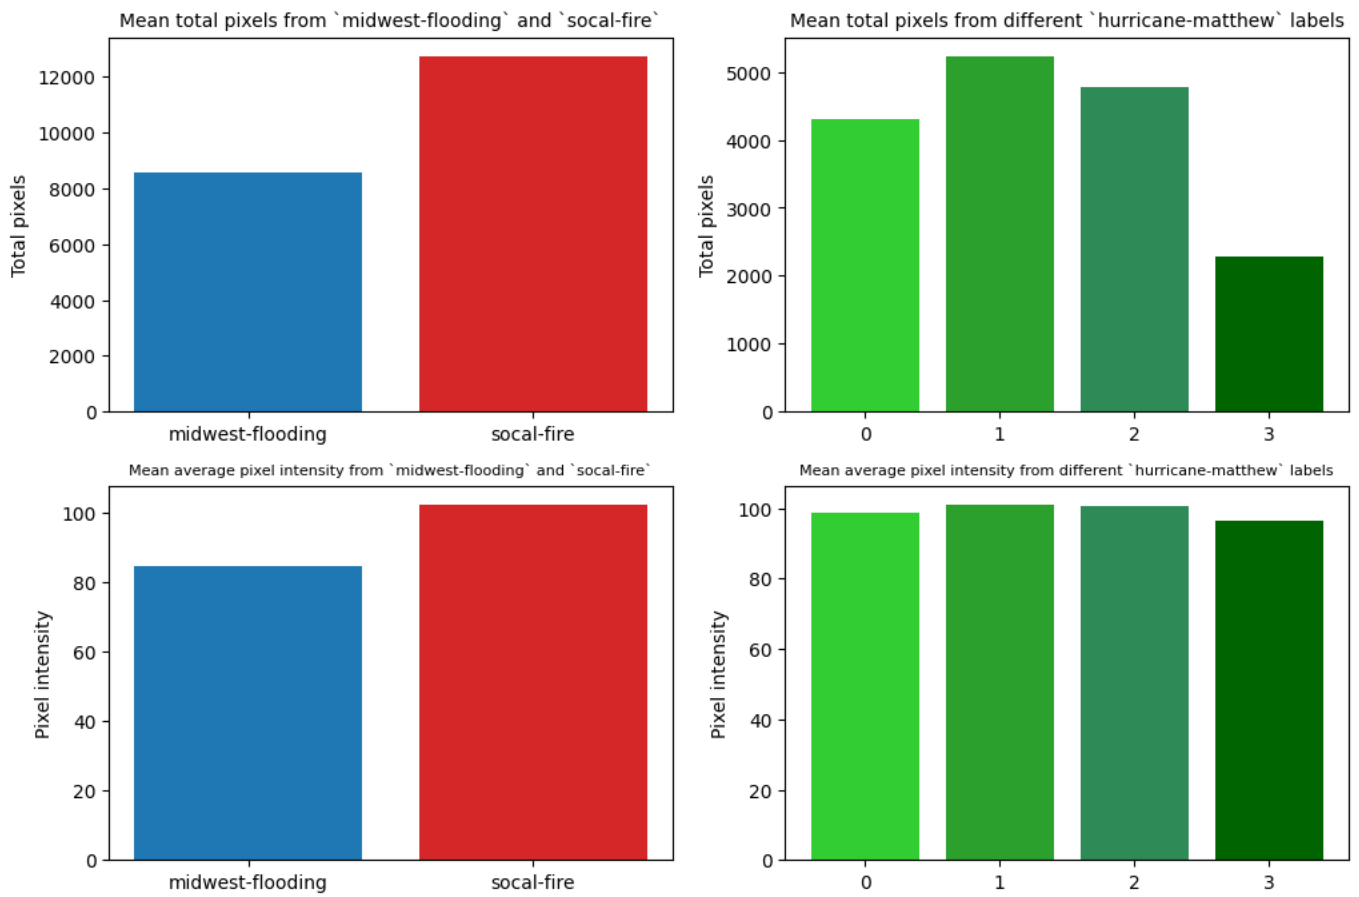 Mean total pixels from `midwest-flooding` and `socal-fire`
Total pixels
12000
10000
8000
6000
4000
2000
0
midwest-flooding socal-fire
Mean total pixels from different `hurricane-matthew` labels
Total pixels
5000
4000
3000
2000
1000
0
0 1 2 3
Mean average pixel intensity from `midwest-flooding` and `socal-fire`
Pixel intensity
100
80
60
40
20
0
midwest-flooding socal-fire
Mean average pixel intensity from different `hurricane-matthew` labels
Pixel intensity
100
80
60
40
20
0
0 1 2 3